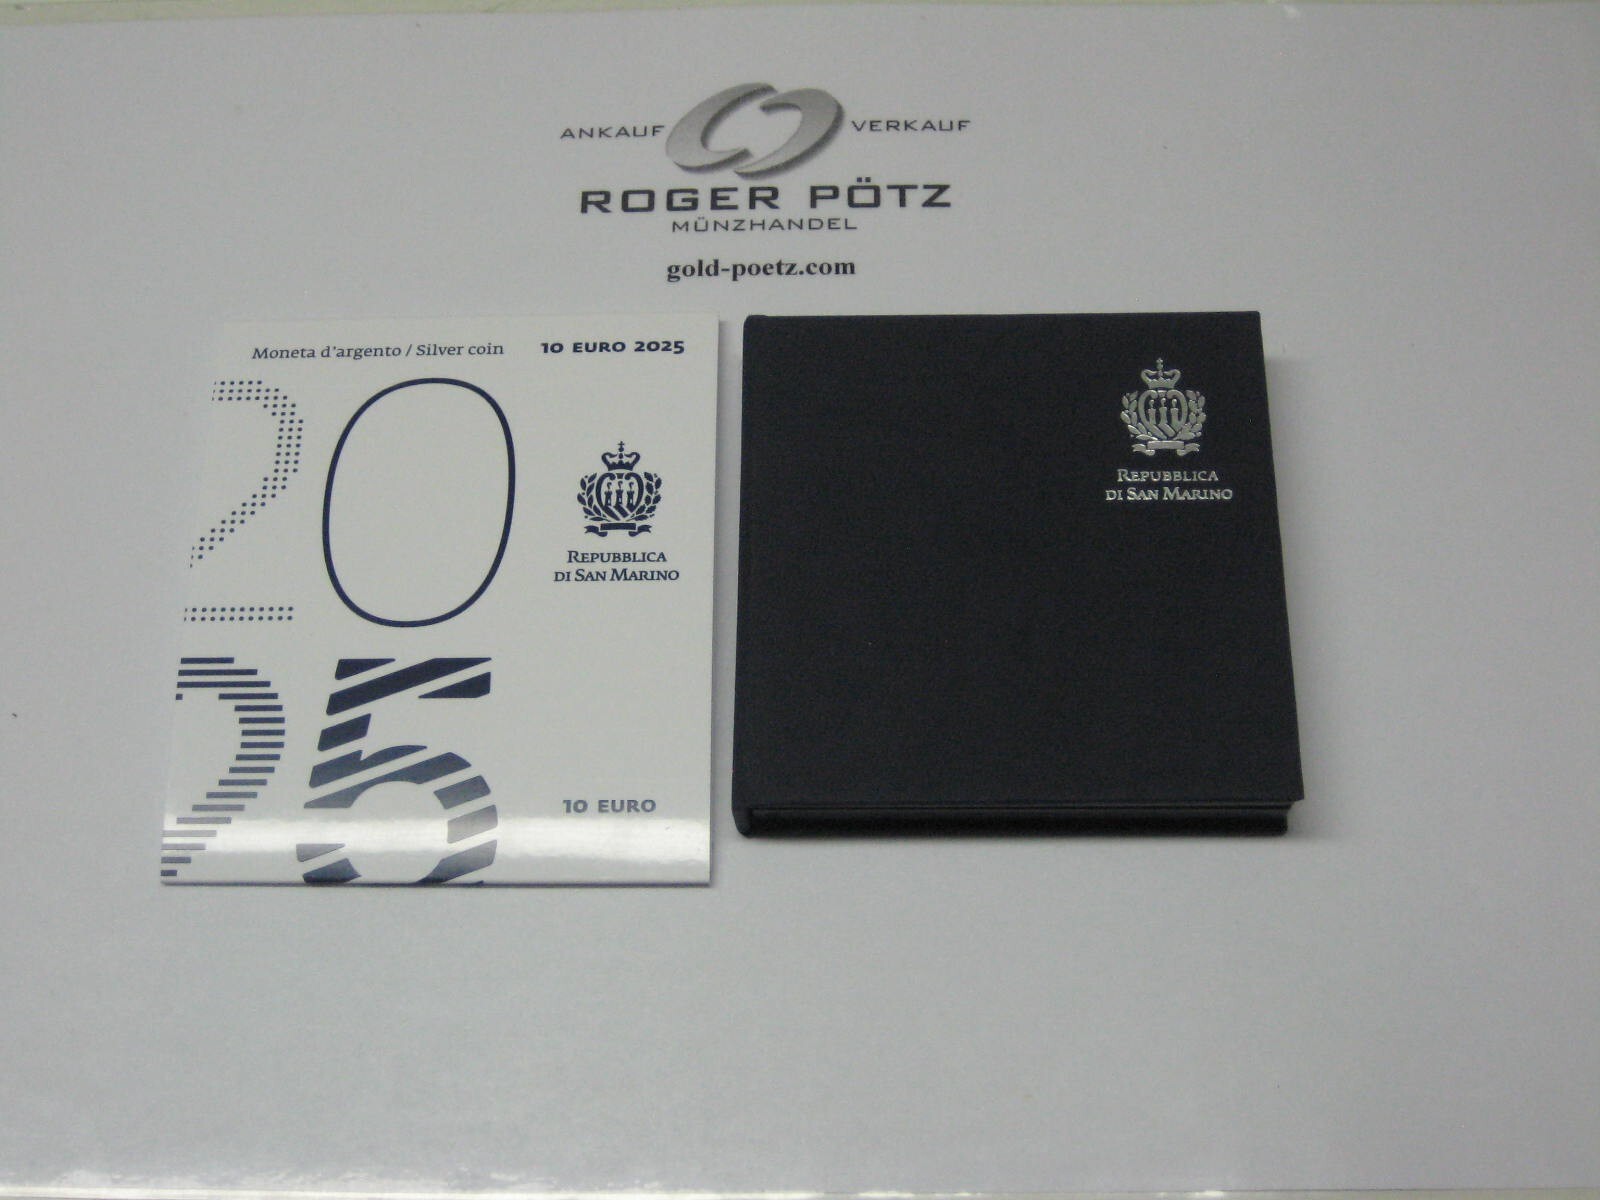 ANKAUF VERKAUF
ROGER PÖTZ
MÜNZHANDEL
gold-poetz.com
Moneta d'argento / Silver coin 10 EURO 2025
20
25
REPUBBLICA
DI SAN MARINO
10 EURO
REPUBBLICA
DI SAN MARINO